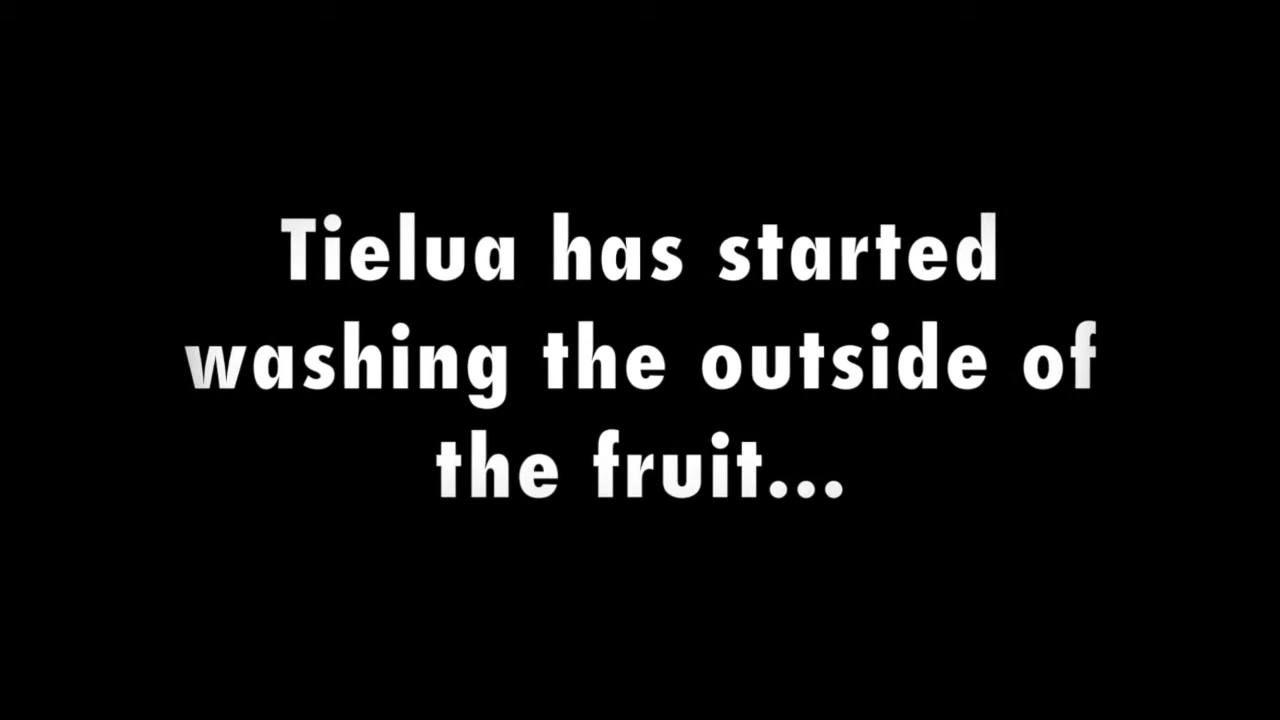 Tielua has started
washing the outside of
the fruit...